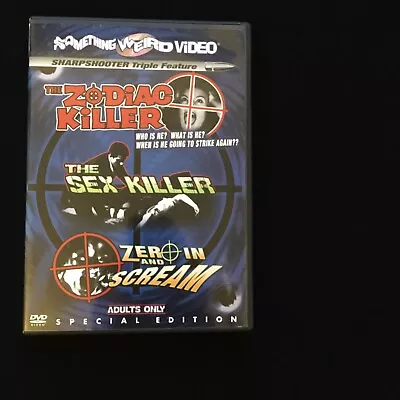 SOMETHING WEIRD VIDEO
SHARPSHOOTER Triple Feature
THE ZODIAC KILLER
WHO IS HE? WHAT IS HE?
WHEN IS HE GOING TO STRIKE AGAIN??
THE
SEX KILLER
ZERO IN
AND SCREAM
ADULTS ONLY
DVD
VIDEO
SPECIAL EDITION